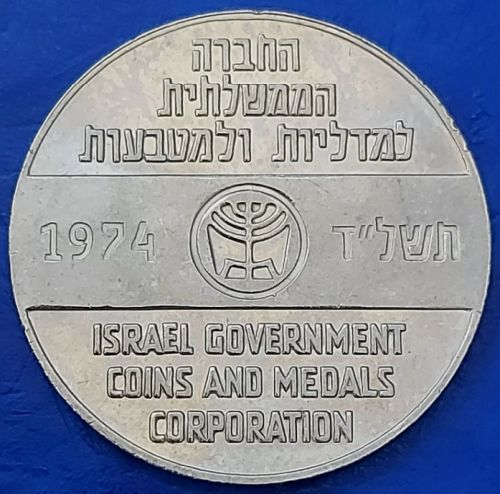 החברה
הממשלתית
למדליות ולמטבעות
1974 תשל"ד
ISRAEL GOVERNMENT
COINS AND MEDALS
CORPORATION